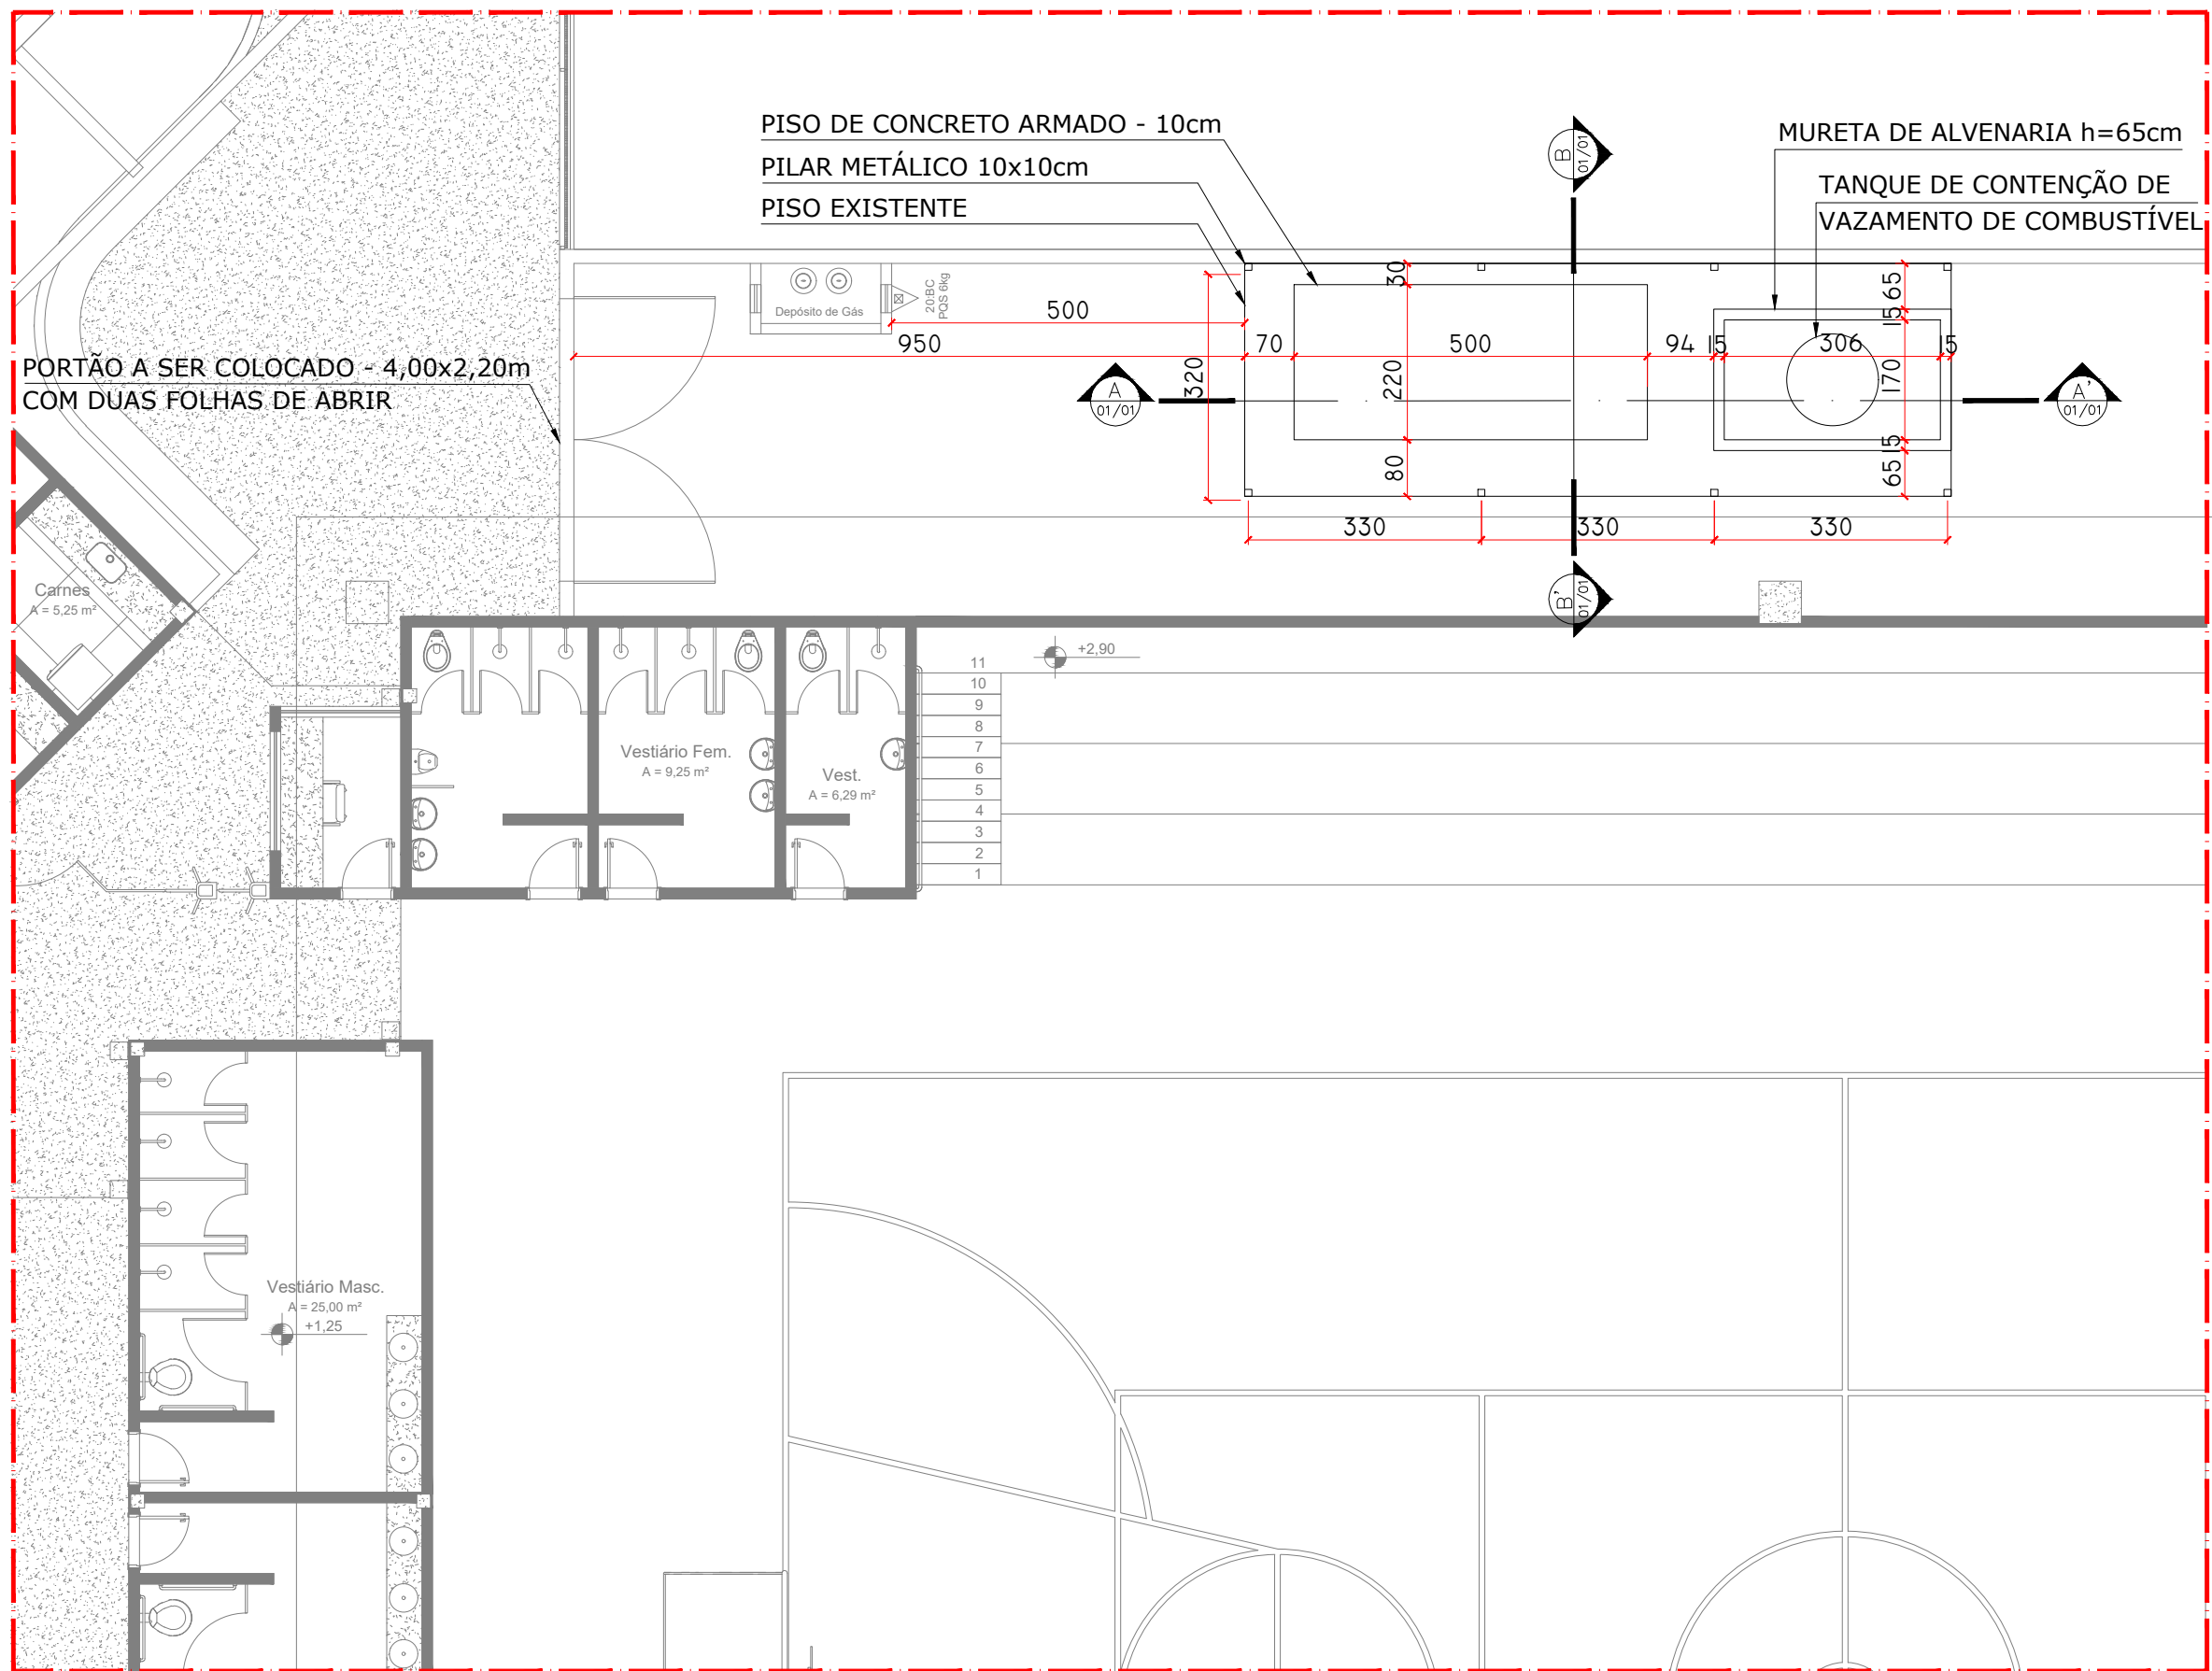 PISO DE CONCRETO ARMADO - 10cm
PILAR METÁLICO 10x10cm
PISO EXISTENTE
MURETA DE ALVENARIA h=65cm
TANQUE DE CONTENÇÃO DE
VAZAMENTO DE COMBUSTÍVEL
B
01/01
Depósito de Gás
20:BC
PQS 6kg
PORTÃO A SER COLOCADO - 4,00x2,20m
COM DUAS FOLHAS DE ABRIR
500
950
30
320
70
500
94
15
306
15
220
80
65
15
170
15
65
A
01/01
A'
01/01
330
330
330
B'
01/01
Carnes
A = 5,25 m²
+2,90
11
10
9
8
7
6
5
4
3
2
1
Vestiário Fem.
A = 9,25 m²
Vest.
A = 6,29 m²
Vestiário Masc.
A = 25,00 m²
+1,25